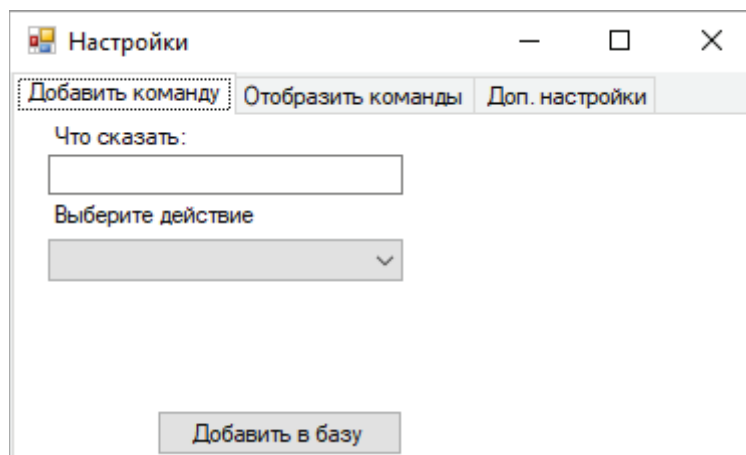 Настройки
Добавить команду Отобразить команды Доп. настройки
Что сказать:
Выберите действие
Добавить в базу